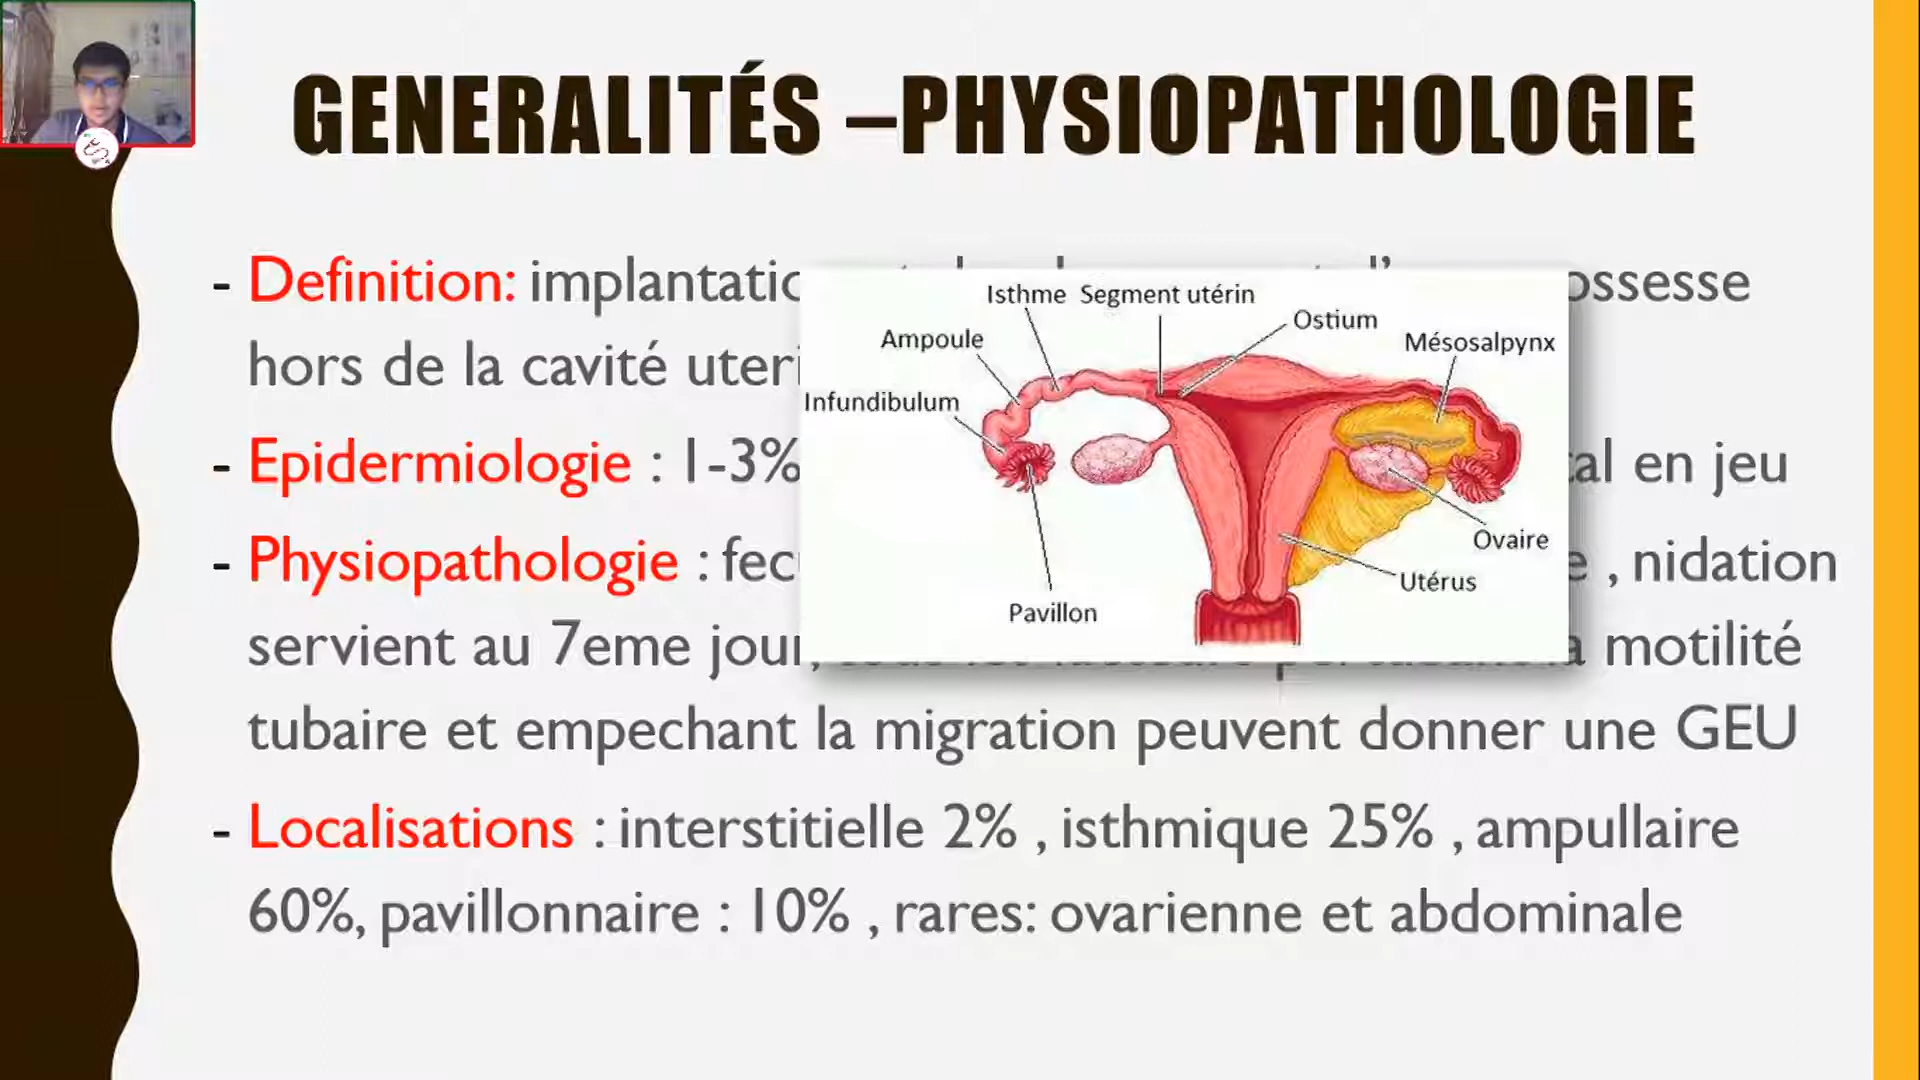 GENERALITÉS –PHYSIOPATHOLOGIE
- Definition: implantatio ossesse
hors de la cavité uteri
- Epidermiologie : 1-3% tal en jeu
- Physiopathologie : fec e , nidation
servient au 7eme jour, a motilité
tubaire et empechant la migration peuvent donner une GEU
- Localisations : interstitielle 2% , isthmique 25% , ampullaire
60%, pavillonnaire : 10% , rares: ovarienne et abdominale
Isthme Segment utérin
Ostium
Ampoule
Mésosalpynx
Infundibulum
Ovaire
Utérus
Pavillon